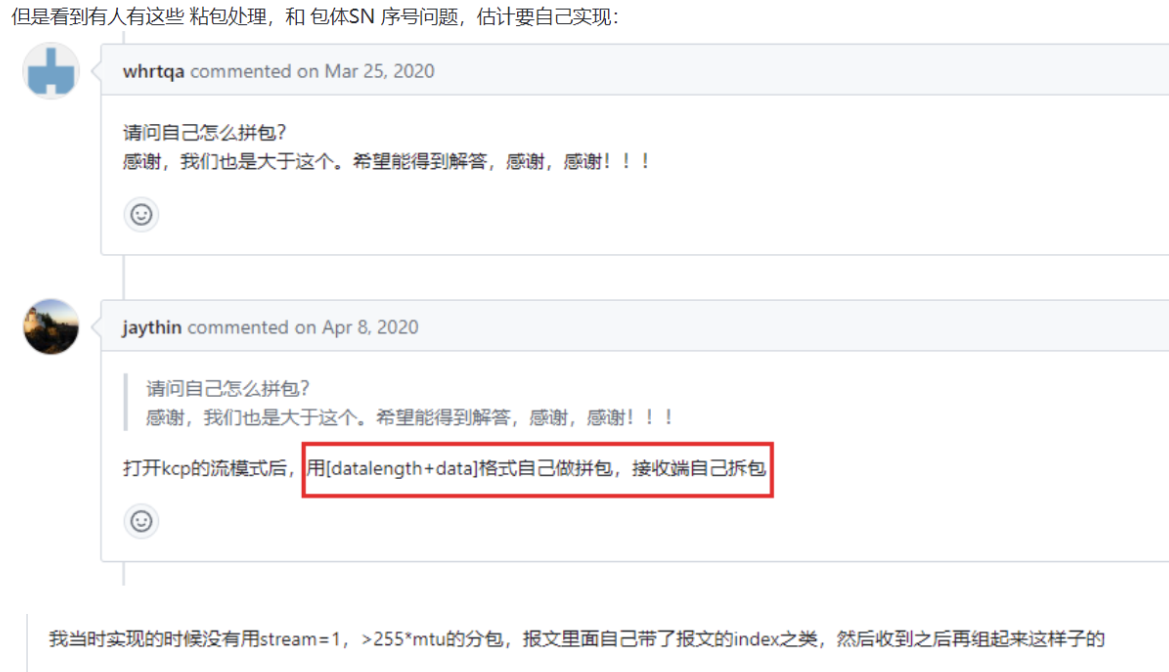 但是看到有人有这些 粘包处理，和 包体SN 序号问题，估计要自己实现：
whrtqa commented on Mar 25, 2020
请问自己怎么拼包？
感谢，我们也是大于这个。希望能得到解答，感谢，感谢！！！
jaythin commented on Apr 8, 2020
请问自己怎么拼包？
感谢，我们也是大于这个。希望能得到解答，感谢，感谢！！！
打开kcp的流模式后，用[datalength+data]格式自己做拼包，接收端自己拆包
我当时实现的时候没有用stream=1，>255*mtu的分包，报文里面自己带了报文的index之类，然后收到之后再组起来这样子的